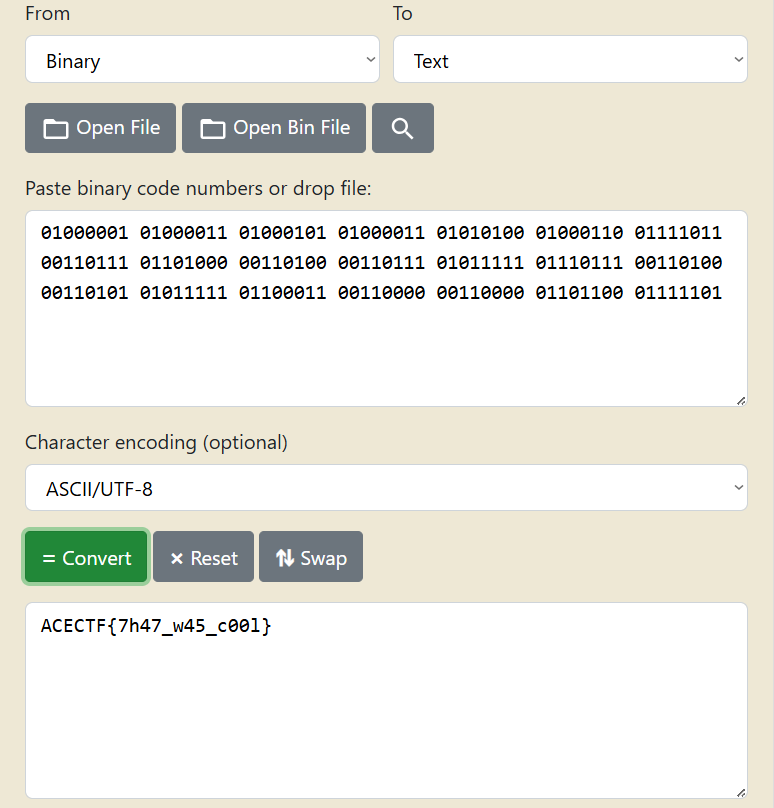 From To
Binary Text
Open File Open Bin File
Paste binary code numbers or drop file:
01000001 01000011 01000101 01000011 01010100 01000110 01111011
00110111 01101000 00110100 00110111 01011111 01110111 00110100
00110101 01011111 01100011 00110000 00110000 01101100 01111101
Character encoding (optional)
ASCII/UTF-8
= Convert × Reset Swap
ACECTF{7h47_w45_c00l}